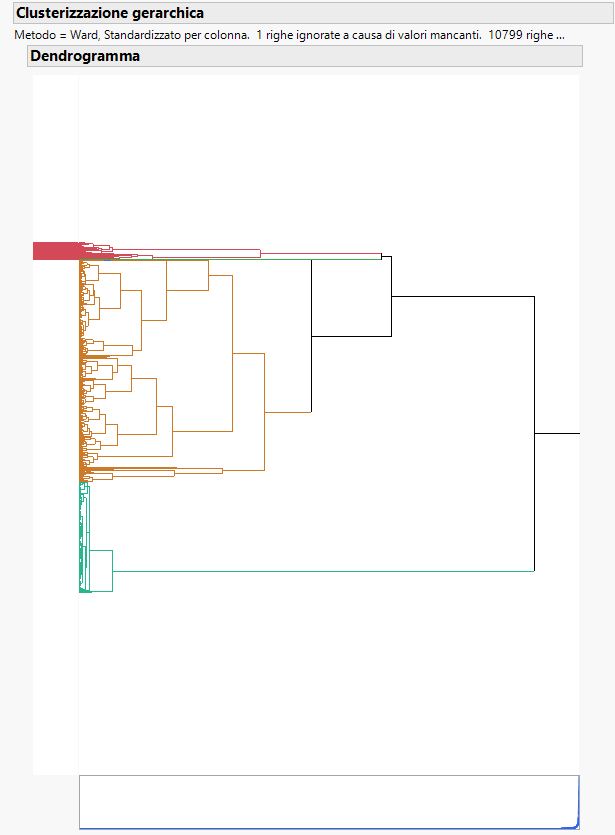 Clusterizzazione gerarchica
Metodo = Ward, Standardizzato per colonna.  1 righe ignorate a causa di valori mancanti.  10799 righe ...
Dendrogramma